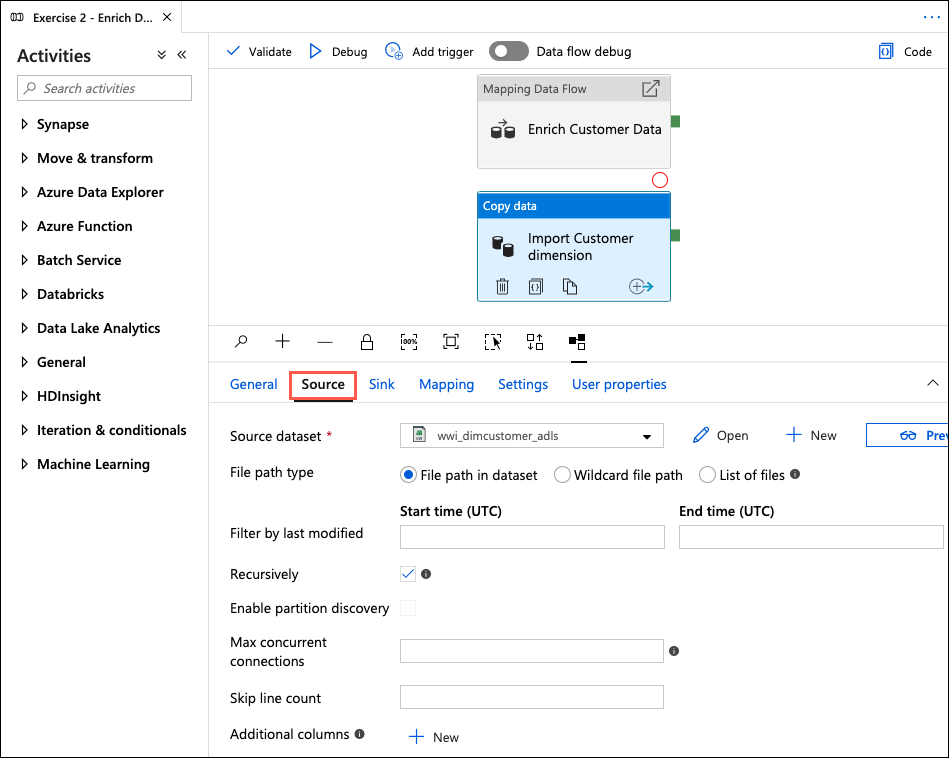 Exercise 2 - Enrich D...
Activities
Search activities
Synapse
Move & transform
Azure Data Explorer
Azure Function
Batch Service
Databricks
Data Lake Analytics
General
HDInsight
Iteration & conditionals
Machine Learning
Validate Debug Add trigger Data flow debug Code
Mapping Data Flow
Enrich Customer Data
Copy data
Import Customer
dimension
100%
General Source Sink Mapping Settings User properties
Source dataset * wwi_dimcustomer_adls Open New Prev
File path type File path in dataset Wildcard file path List of files
Start time (UTC) End time (UTC)
Filter by last modified
Recursively
Enable partition discovery
Max concurrent
connections
Skip line count
Additional columns New